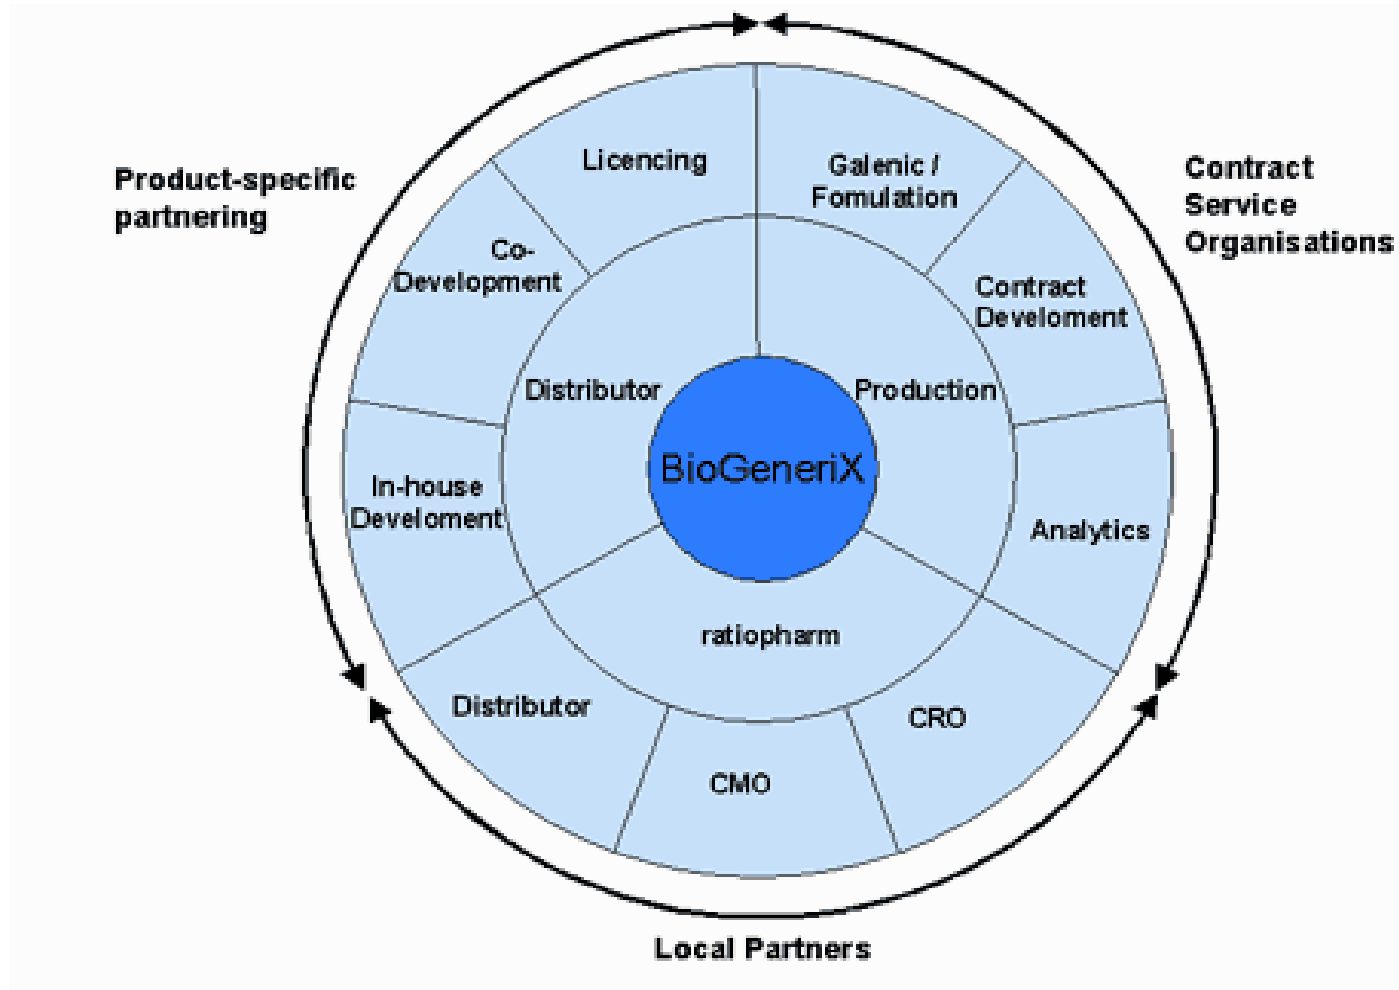 Product-specific
partnering
Contract
Service
Organisations
Licencing
Galenic /
Fomulation
Co-
Development
Contract
Develoment
Distributor
Production
BioGeneriX
In-house
Develoment
Analytics
ratiopharm
Distributor
CRO
CMO
Local Partners